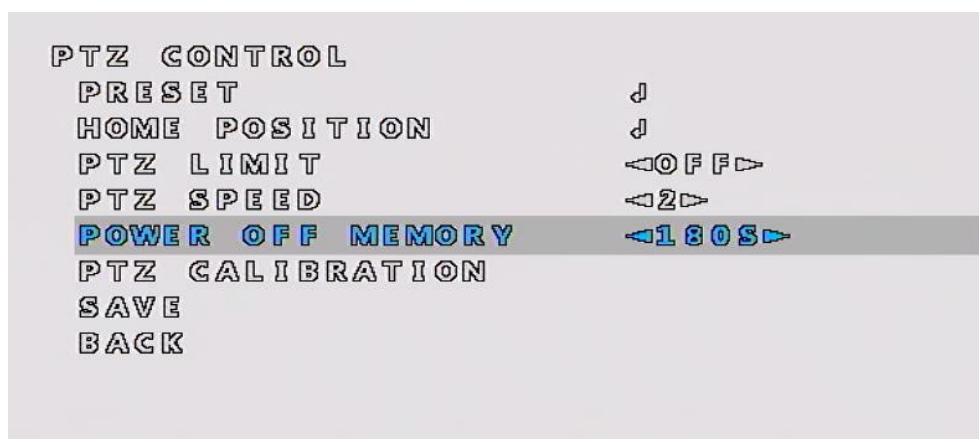 PTZ CONTROL
PRESET ↲
HOME POSITION ↲
PTZ LIMIT ◅OFF▻
PTZ SPEED ◅2▻
POWER OFF MEMORY ◅180S▻
PTZ CALIBRATION
SAVE
BACK